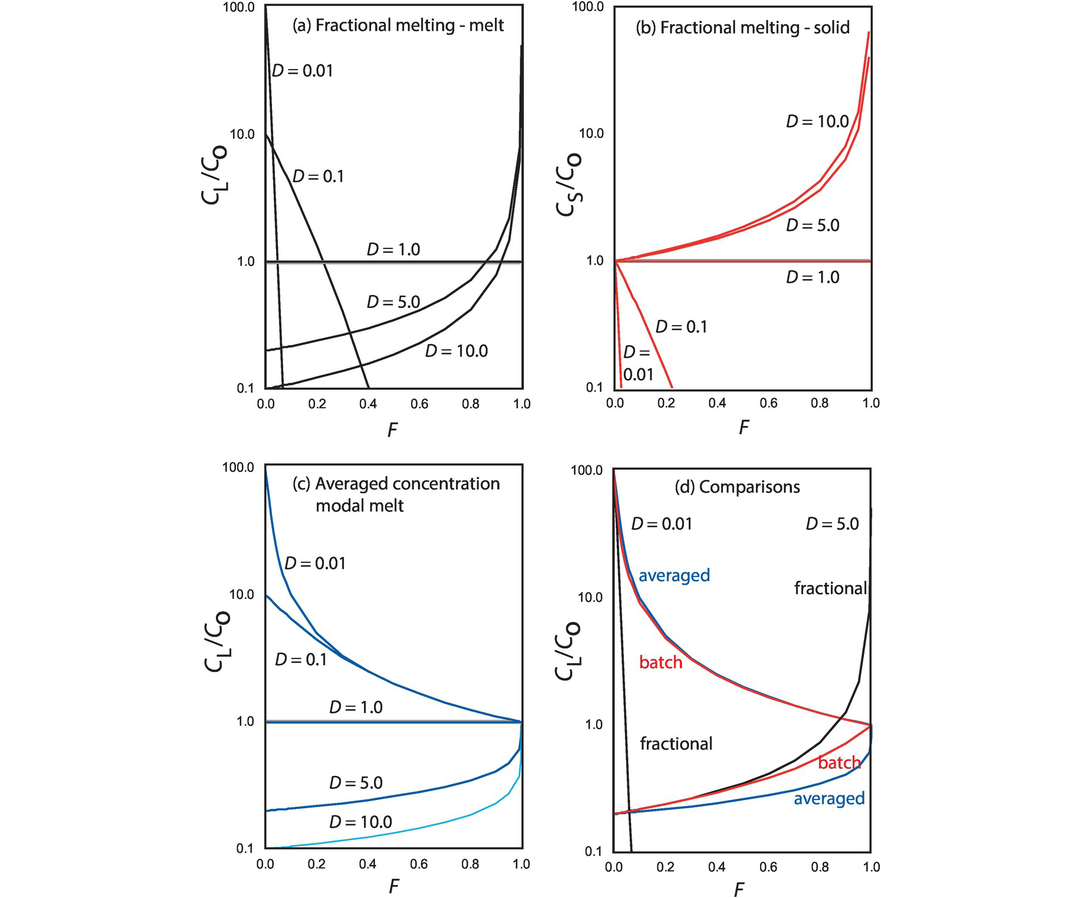 (a) Fractional melting - melt
100.0
10.0
1.0
0.1
C_L/C_O
D = 0.01
D = 0.1
D = 1.0
D = 5.0
D = 10.0
0.0 0.2 0.4 0.6 0.8 1.0
F
(b) Fractional melting - solid
100.0
10.0
1.0
0.1
C_S/C_O
D = 10.0
D = 5.0
D = 1.0
D = 0.1
D =
0.01
0.0 0.2 0.4 0.6 0.8 1.0
F
(c) Averaged concentration
modal melt
100.0
10.0
1.0
0.1
C_L/C_O
D = 0.01
D = 0.1
D = 1.0
D = 5.0
D = 10.0
0.0 0.2 0.4 0.6 0.8 1.0
F
(d) Comparisons
100.0
10.0
1.0
0.1
C_L/C_O
D = 0.01 D = 5.0
averaged
fractional
batch
fractional
batch
averaged
0.0 0.2 0.4 0.6 0.8 1.0
F